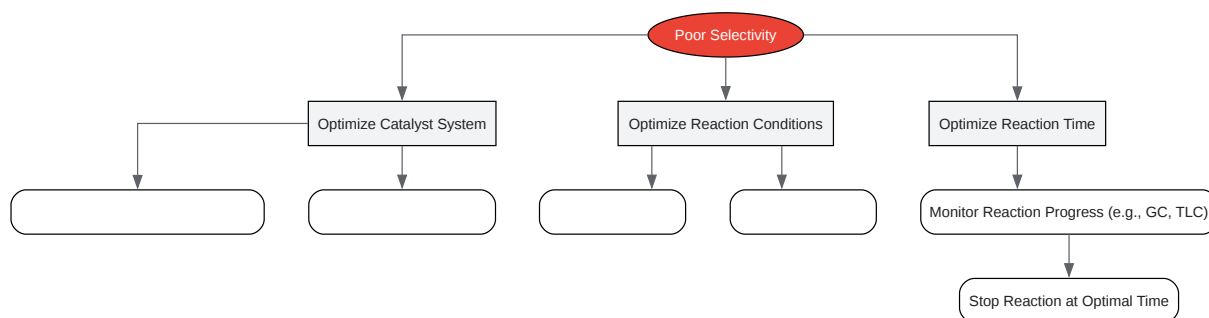 Poor Selectivity
Optimize Catalyst System
Optimize Reaction Conditions
Optimize Reaction Time
Monitor Reaction Progress (e.g., GC, TLC)
Stop Reaction at Optimal Time